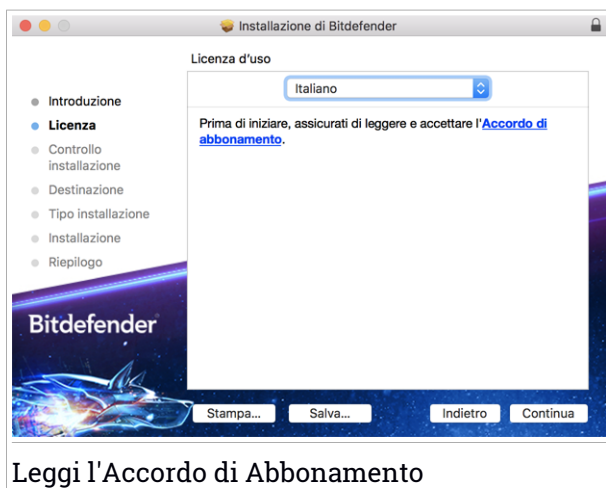 Installazione di Bitdefender
Licenza d'uso
Italiano
Introduzione
Licenza
Controllo
installazione
Destinazione
Tipo installazione
Installazione
Riepilogo
Prima di iniziare, assicurati di leggere e accettare l'Accordo di
abbonamento.
Bitdefender
Stampa...
Salva...
Indietro
Continua
Leggi l'Accordo di Abbonamento